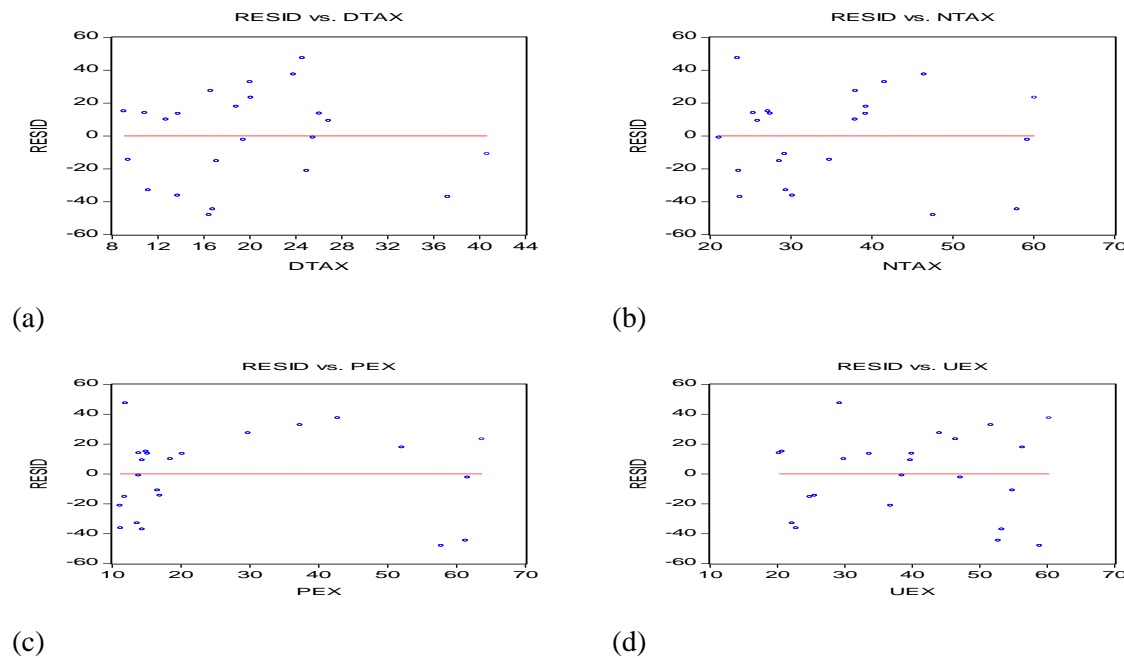 RESID vs. DTAX
60
40
20
0
-20
-40
-60
RESID
8 12 16 20 24 28 32 36 40 44
DTAX
(a)
RESID vs. NTAX
60
40
20
0
-20
-40
-60
RESID
20 30 40 50 60 70
NTAX
(b)
RESID vs. PEX
60
40
20
0
-20
-40
-60
RESID
10 20 30 40 50 60 70
PEX
(c)
RESID vs. UEX
60
40
20
0
-20
-40
-60
RESID
10 20 30 40 50 60 70
UEX
(d)